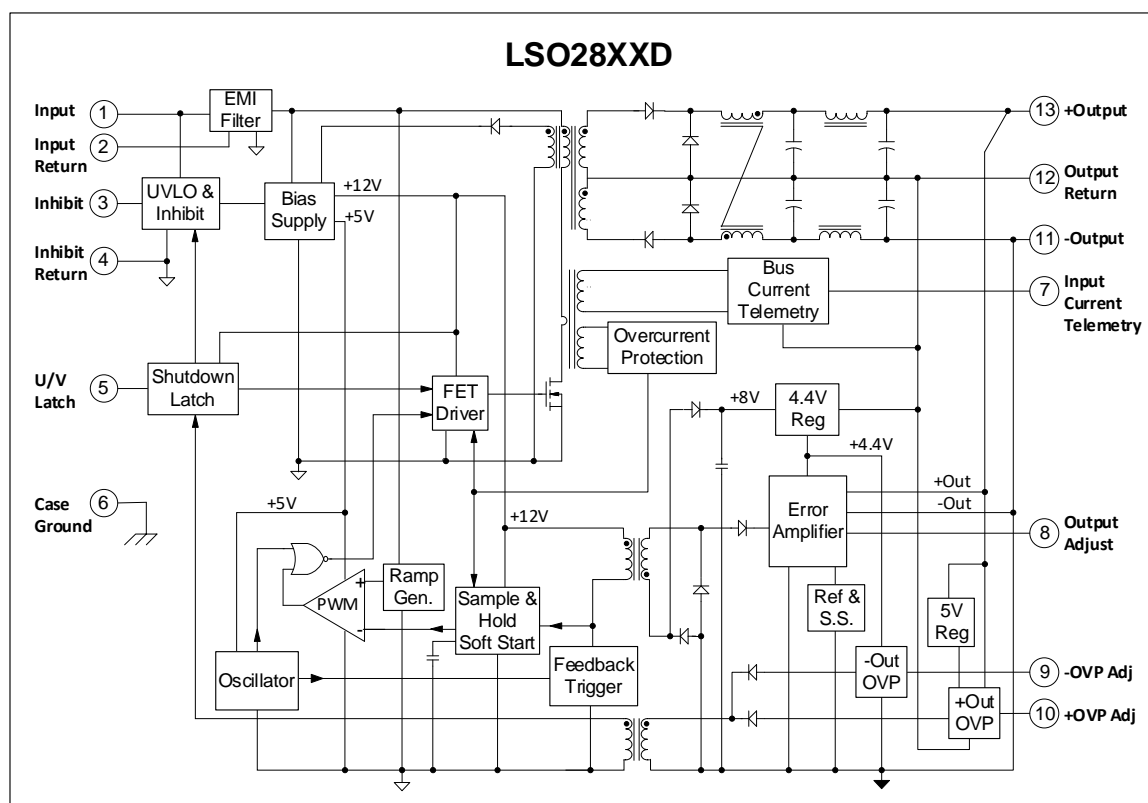 LSO28XXD
Input
1
EMI
Filter
13
+Output
Input
Return
2
12
Output
Return
Inhibit
3
UVLO &
Inhibit
Bias
Supply
+12V
+5V
Inhibit
Return
4
11
-Output
Bus
Current
Telemetry
7
Input
Current
Telemetry
Overcurrent
Protection
U/V
Latch
5
Shutdown
Latch
FET
Driver
+8V
4.4V
Reg
+4.4V
Case
Ground
6
+5V
+12V
+Out
-Out
Error
Amplifier
8
Output
Adjust
PWM
+
-
Ramp
Gen.
Sample &
Hold
Soft Start
Ref &
S.S.
5V
Reg
Oscillator
Feedback
Trigger
-Out
OVP
9
-OVP Adj
+Out
OVP
10
+OVP Adj